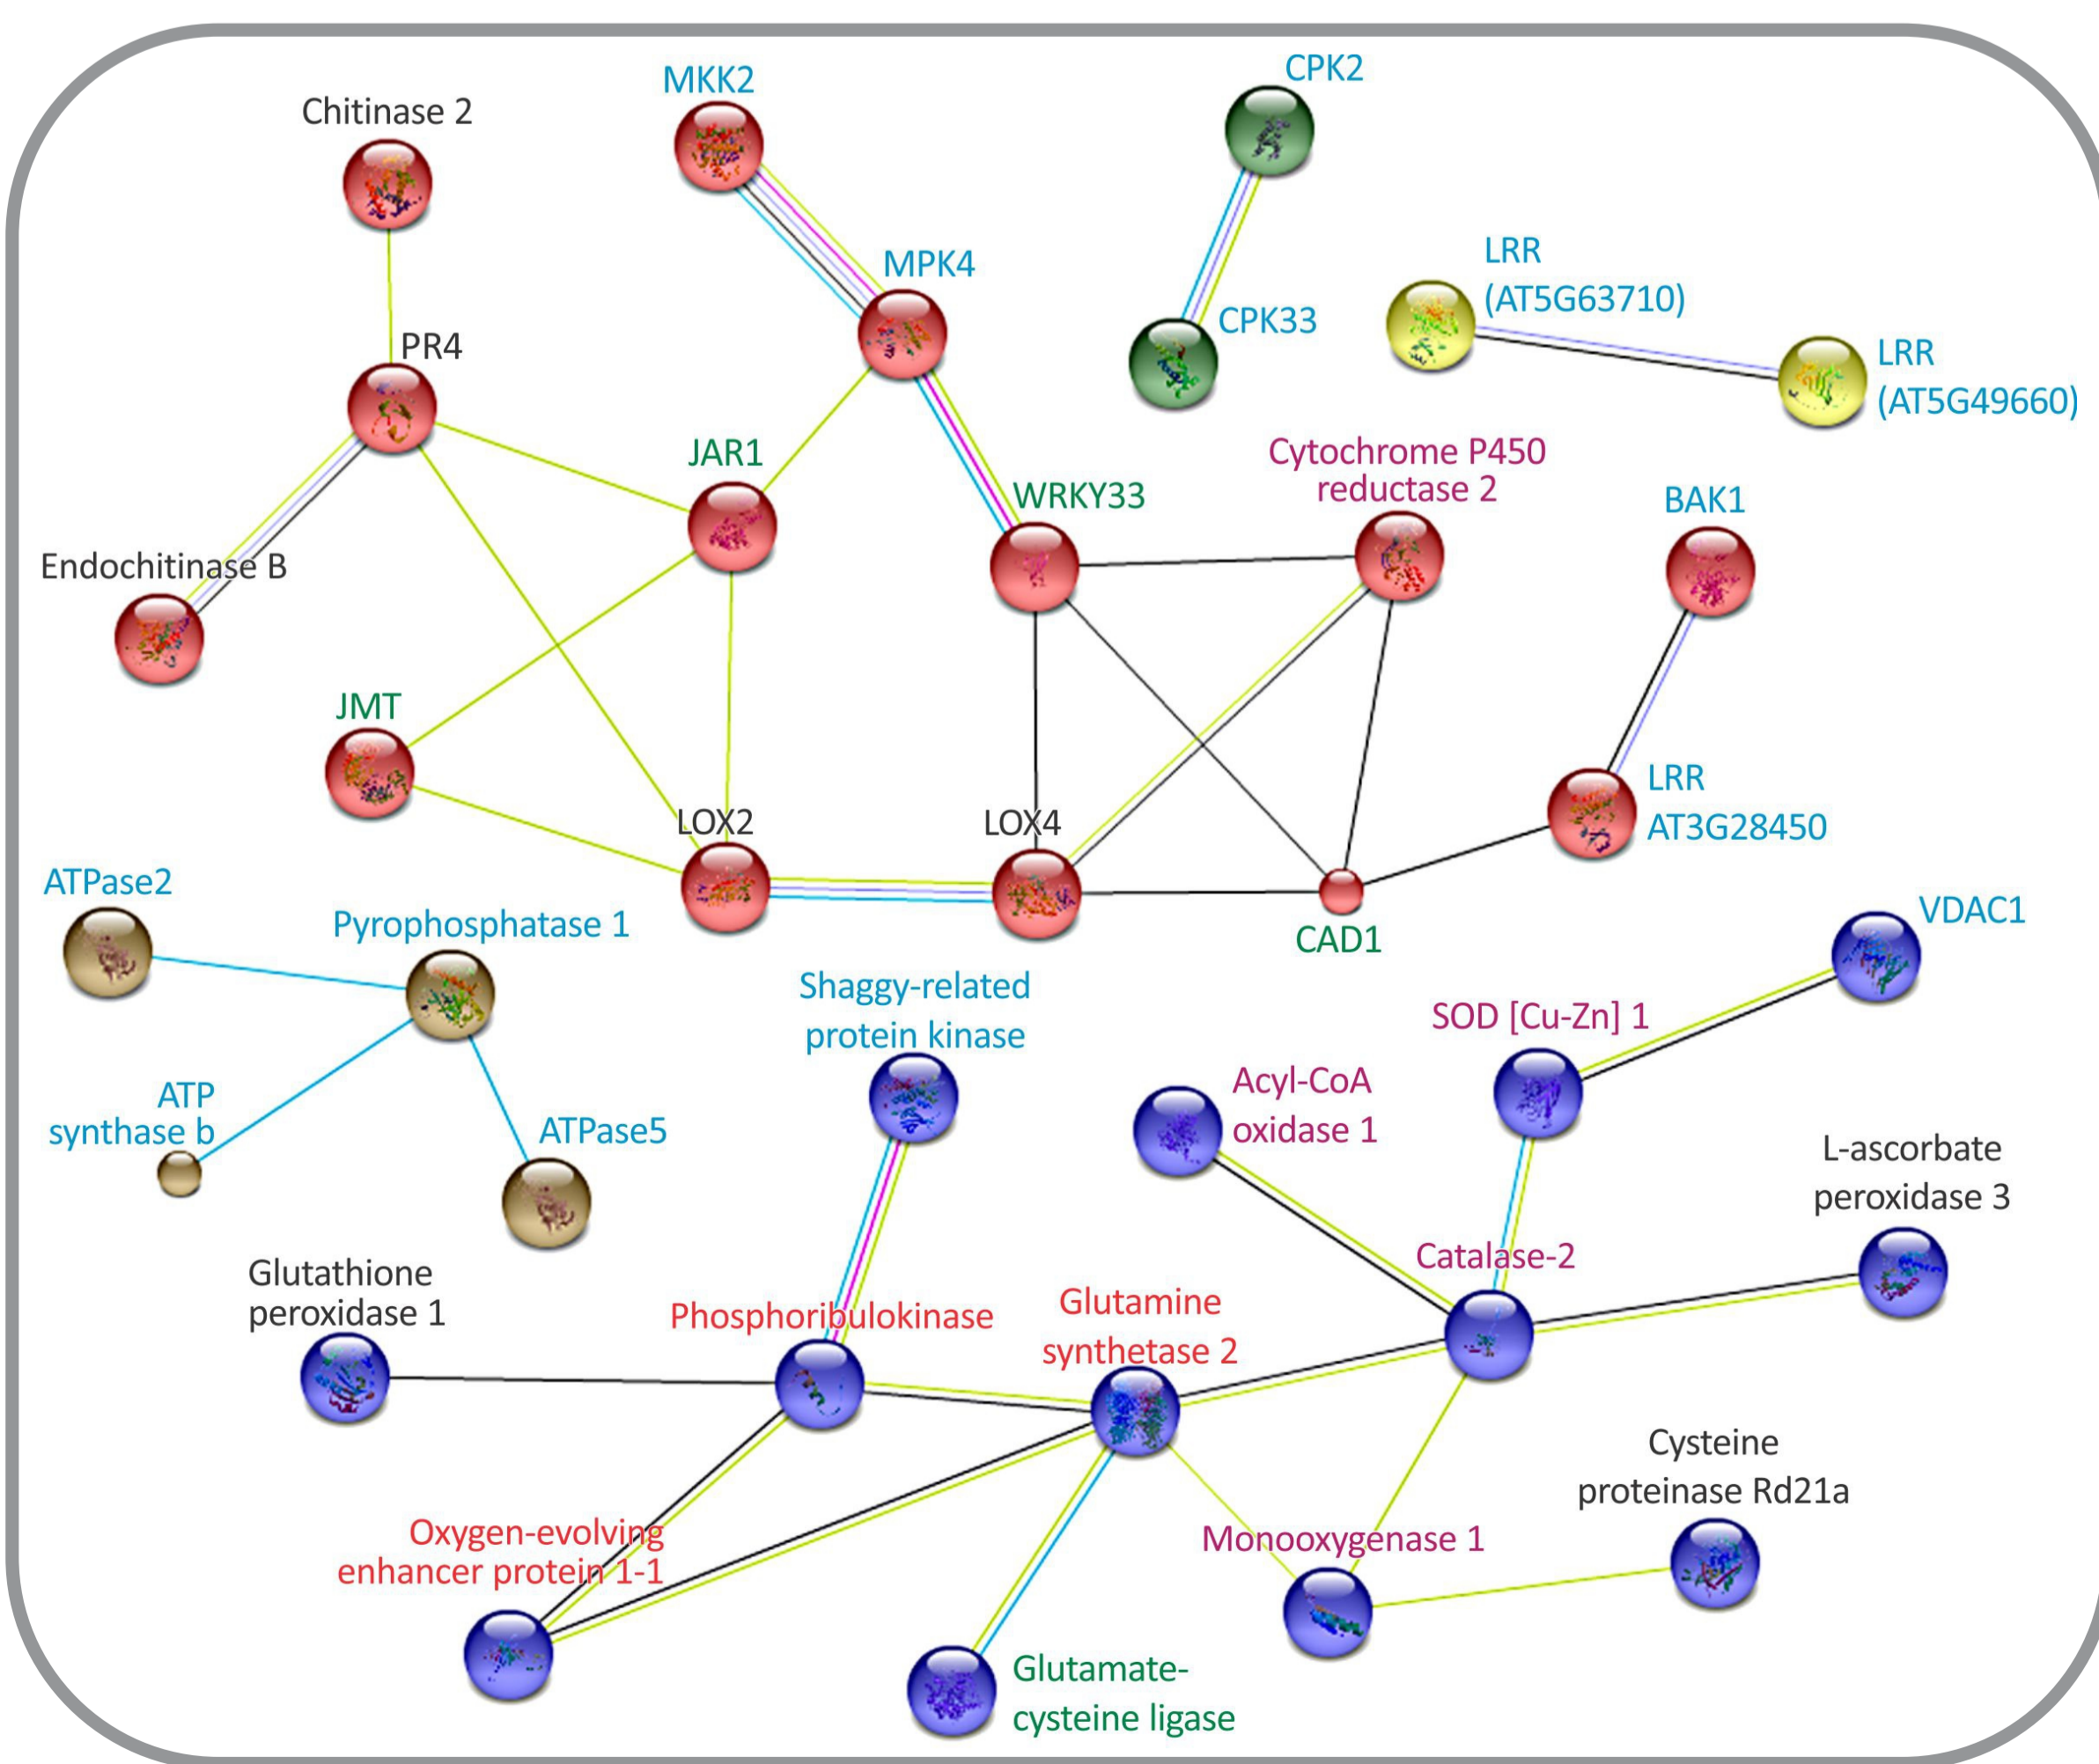 CPK2
MKK2
Chitinase 2
LRR
(AT5G63710)
MPK4
CPK33
PR4
LRR
(AT5G49660)
JAR1
Cytochrome P450
reductase 2
WRKY33
BAK1
Endochitinase B
JMT
LRR
AT3G28450
LOX2
LOX4
ATPase2
Pyrophosphatase 1
CAD1
VDAC1
Shaggy-related
protein kinase
SOD [Cu-Zn] 1
Acyl-CoA
oxidase 1
ATP
synthase b
ATPase5
L-ascorbate
peroxidase 3
Catalase-2
Glutathione
peroxidase 1
Phosphoribulokinase
Glutamine
synthetase 2
Cysteine
proteinase Rd21a
Oxygen-evolving
enhancer protein 1-1
Monooxygenase 1
Glutamate-
cysteine ligase